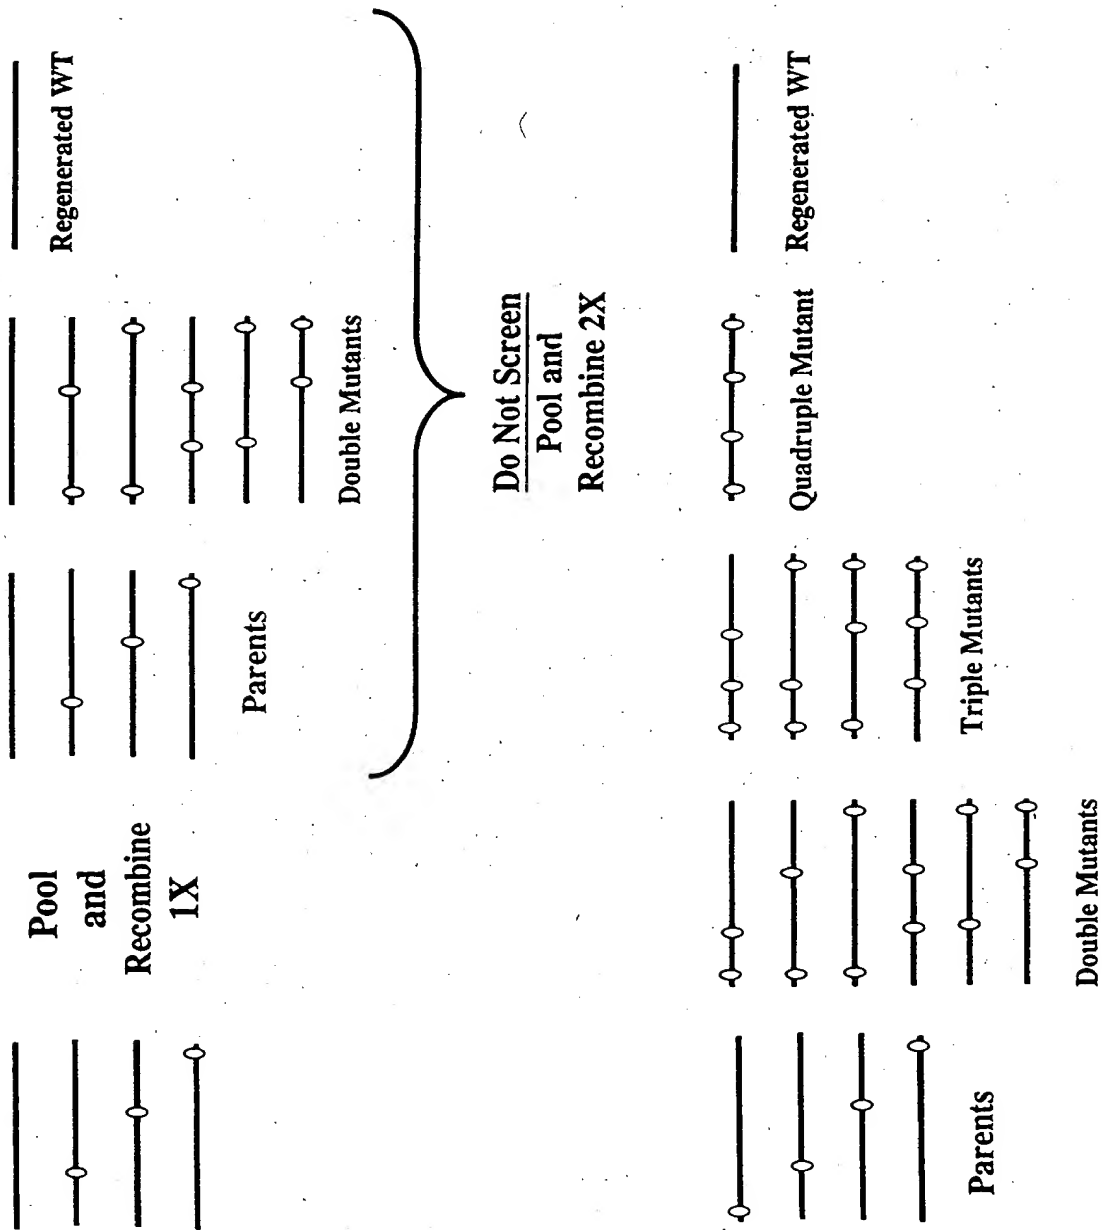 Pool
and
Recombine
1X
Parents
Double Mutants
Regenerated WT
Do Not Screen
Pool and
Recombine 2X
Parents
Double Mutants
Triple Mutants
Quadruple Mutant
Regenerated WT